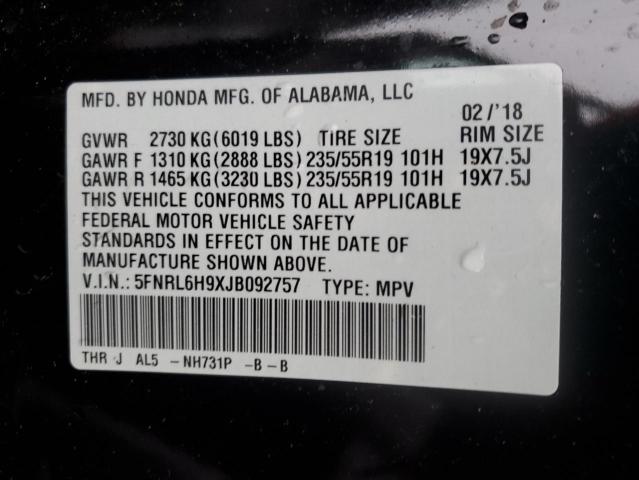 MFD. BY HONDA MFG. OF ALABAMA, LLC
02 /'18
GVWR 2730 KG(6019 LBS) TIRE SIZE RIM SIZE
GAWR F 1310 KG(2888 LBS) 235/55R19 101H 19X7.5J
GAWR R 1465 KG(3230 LBS) 235/55R19 101H 19X7.5J
THIS VEHICLE CONFORMS TO ALL APPLICABLE
FEDERAL MOTOR VEHICLE SAFETY
STANDARDS IN EFFECT ON THE DATE OF
MANUFACTURE SHOWN ABOVE.
V.I.N.: 5FNRL6H9XJB092757 TYPE: MPV
THR J AL5 -NH731P -B-B